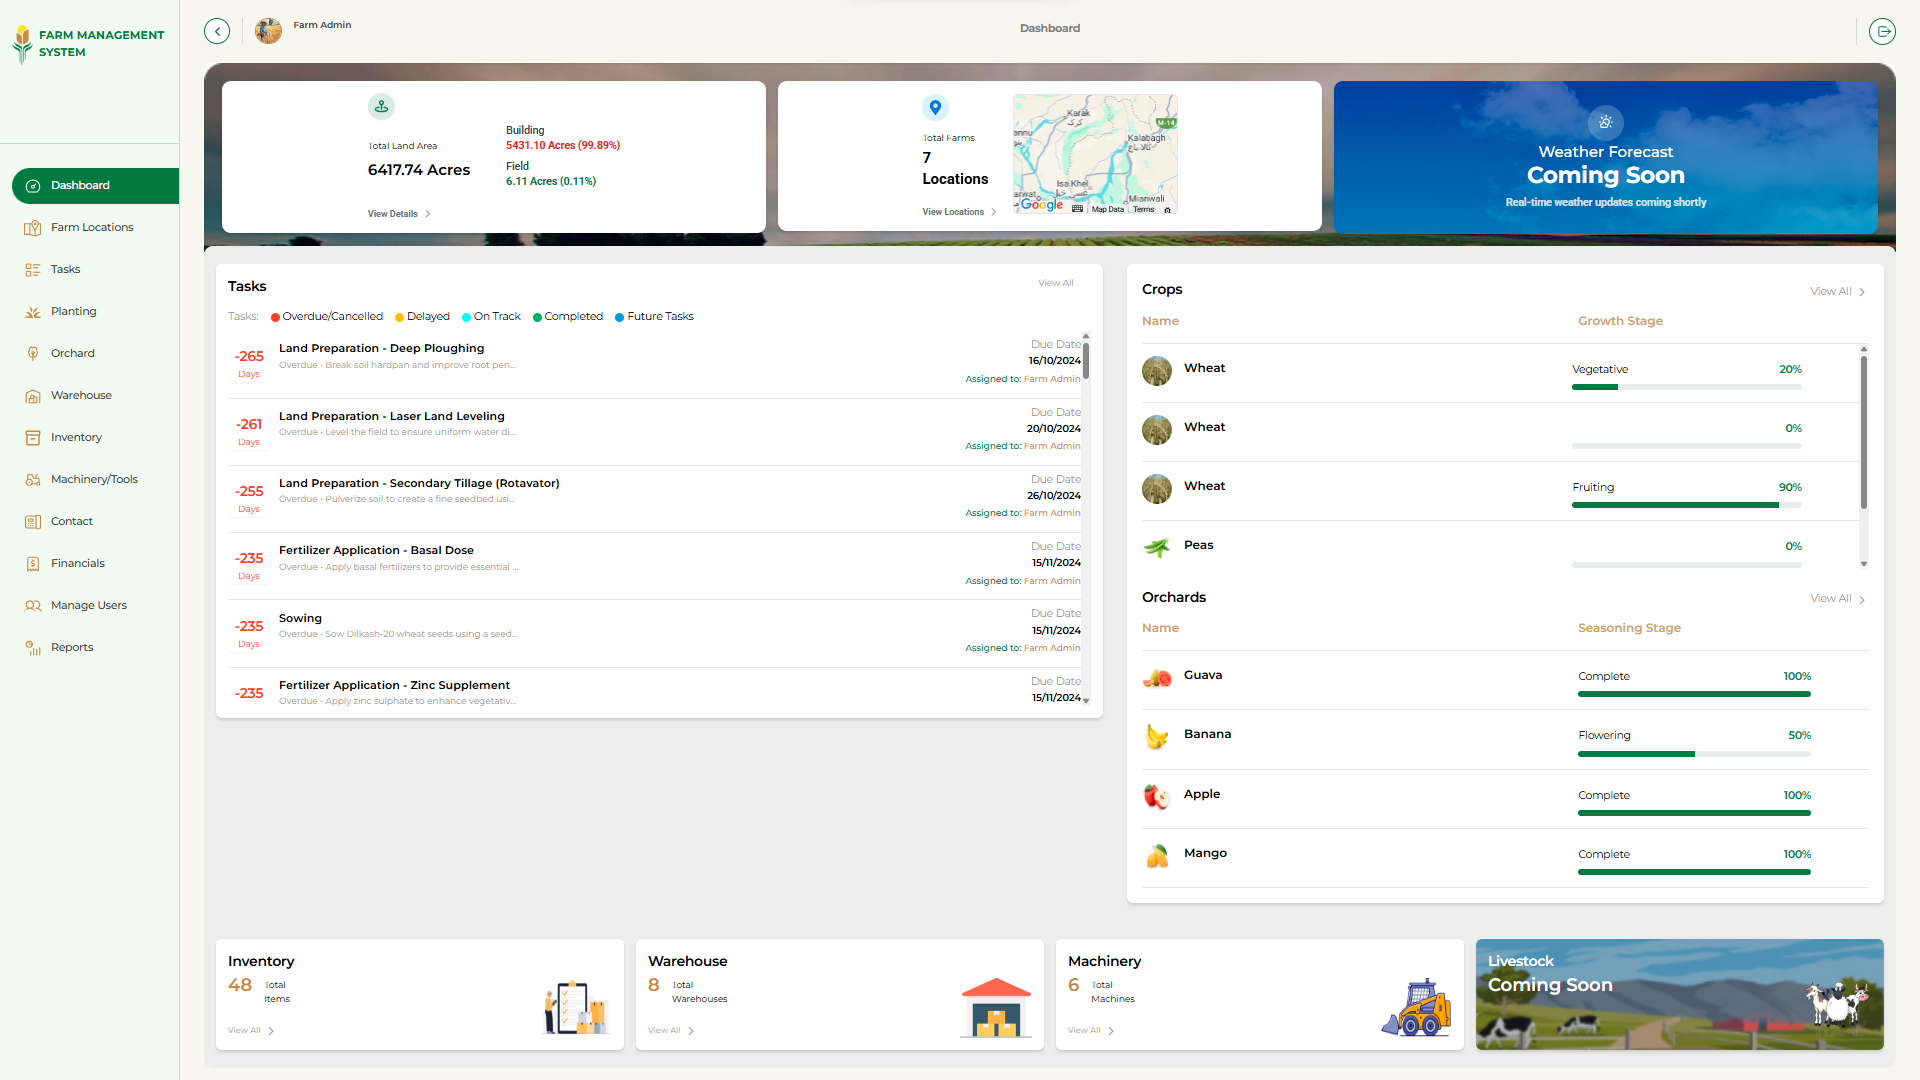 FARM MANAGEMENT
SYSTEM
Farm Admin
Dashboard
Dashboard
Farm Locations
Tasks
Planting
Orchard
Warehouse
Inventory
Machinery/Tools
Contact
Financials
Manage Users
Reports
Total Land Area
6417.74 Acres
View Details
Building
5431.10 Acres (99.89%)
Field
6.11 Acres (0.11%)
Total Farms
7
Locations
View Locations
Karak
کرک
M-14
Kalabagh
Isa Khel
Mianwali
Google
Map Data
Terms
Weather Forecast
Coming Soon
Real-time weather updates coming shortly
Tasks
View All
Tasks: Overdue/Cancelled Delayed On Track Completed Future Tasks
-265
Days
Land Preparation - Deep Ploughing
Overdue • Break soil hardpan and improve root pen...
Due Date
16/10/2024
Assigned to: Farm Admin
-261
Days
Land Preparation - Laser Land Leveling
Overdue • Level the field to ensure uniform water di...
Due Date
20/10/2024
Assigned to: Farm Admin
-255
Days
Land Preparation - Secondary Tillage (Rotavator)
Overdue • Pulverize soil to create a fine seedbed usi...
Due Date
26/10/2024
Assigned to: Farm Admin
-235
Days
Fertilizer Application - Basal Dose
Overdue • Apply basal fertilizers to provide essential ...
Due Date
15/11/2024
Assigned to: Farm Admin
-235
Days
Sowing
Overdue • Sow Dilkash-20 wheat seeds using a seed...
Due Date
15/11/2024
Assigned to: Farm Admin
-235
Fertilizer Application - Zinc Supplement
Overdue • Apply zinc sulphate to enhance vegetativ...
Due Date
15/11/2024
Crops
View All
Name Growth Stage
Wheat Vegetative 20%
Wheat 0%
Wheat Fruiting 90%
Peas 0%
Orchards
View All
Name Seasoning Stage
Guava Complete 100%
Banana Flowering 50%
Apple Complete 100%
Mango Complete 100%
Inventory
48 Total
Items
View All
Warehouse
8 Total
Warehouses
View All
Machinery
6 Total
Machines
View All
Livestock
Coming Soon